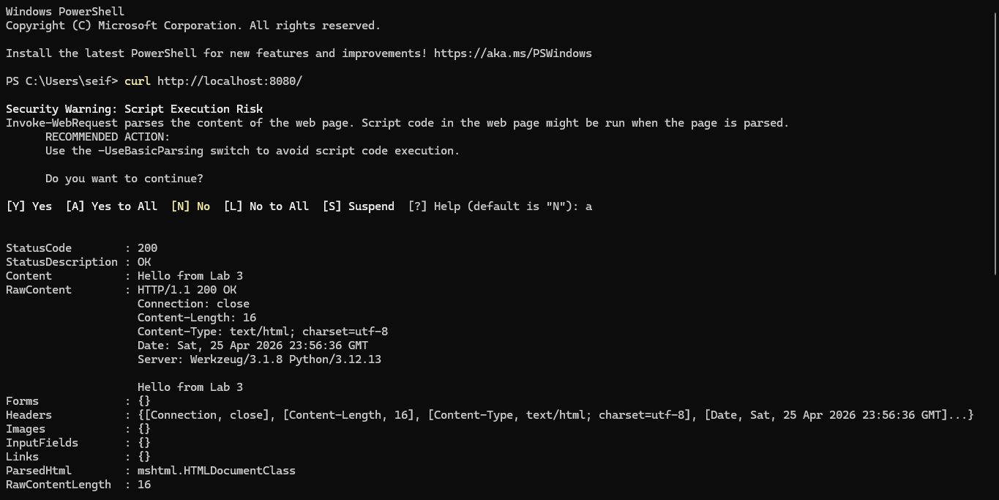 Windows PowerShell
Copyright (C) Microsoft Corporation. All rights reserved.
Install the latest PowerShell for new features and improvements! https://aka.ms/PSWindows
PS C:\Users\seif> curl http://localhost:8080/
Security Warning: Script Execution Risk
Invoke-WebRequest parses the content of the web page. Script code in the web page might be run when the page is parsed.
RECOMMENDED ACTION:
Use the -UseBasicParsing switch to avoid script code execution.
Do you want to continue?
[Y] Yes  [A] Yes to All  [N] No  [L] No to All  [S] Suspend  [?] Help (default is "N"): a
StatusCode        : 200
StatusDescription : OK
Content           : Hello from Lab 3
RawContent        : HTTP/1.1 200 OK
Connection: close
Content-Length: 16
Content-Type: text/html; charset=utf-8
Date: Sat, 25 Apr 2026 23:56:36 GMT
Server: Werkzeug/3.1.8 Python/3.12.13
Hello from Lab 3
Forms             : {}
Headers           : {[Connection, close], [Content-Length, 16], [Content-Type, text/html; charset=utf-8], [Date, Sat, 25 Apr 2026 23:56:36 GMT]...}
Images            : {}
InputFields       : {}
Links             : {}
ParsedHtml        : mshtml.HTMLDocumentClass
RawContentLength  : 16